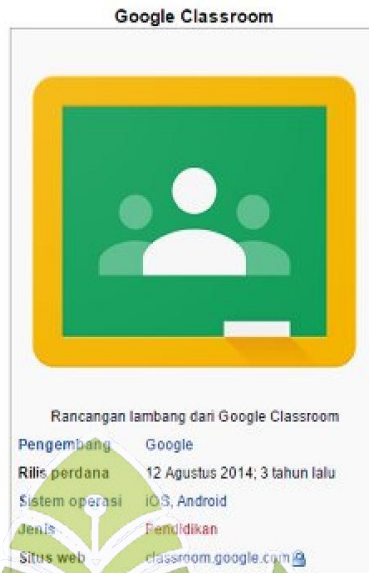 Google Classroom
Rancangan lambang dari Google Classroom
Pengembang Google
Rilis perdana 12 Agustus 2014; 3 tahun lalu
Sistem operasi iOS, Android
Jenis Pendidikan
Situs web classroom.google.com